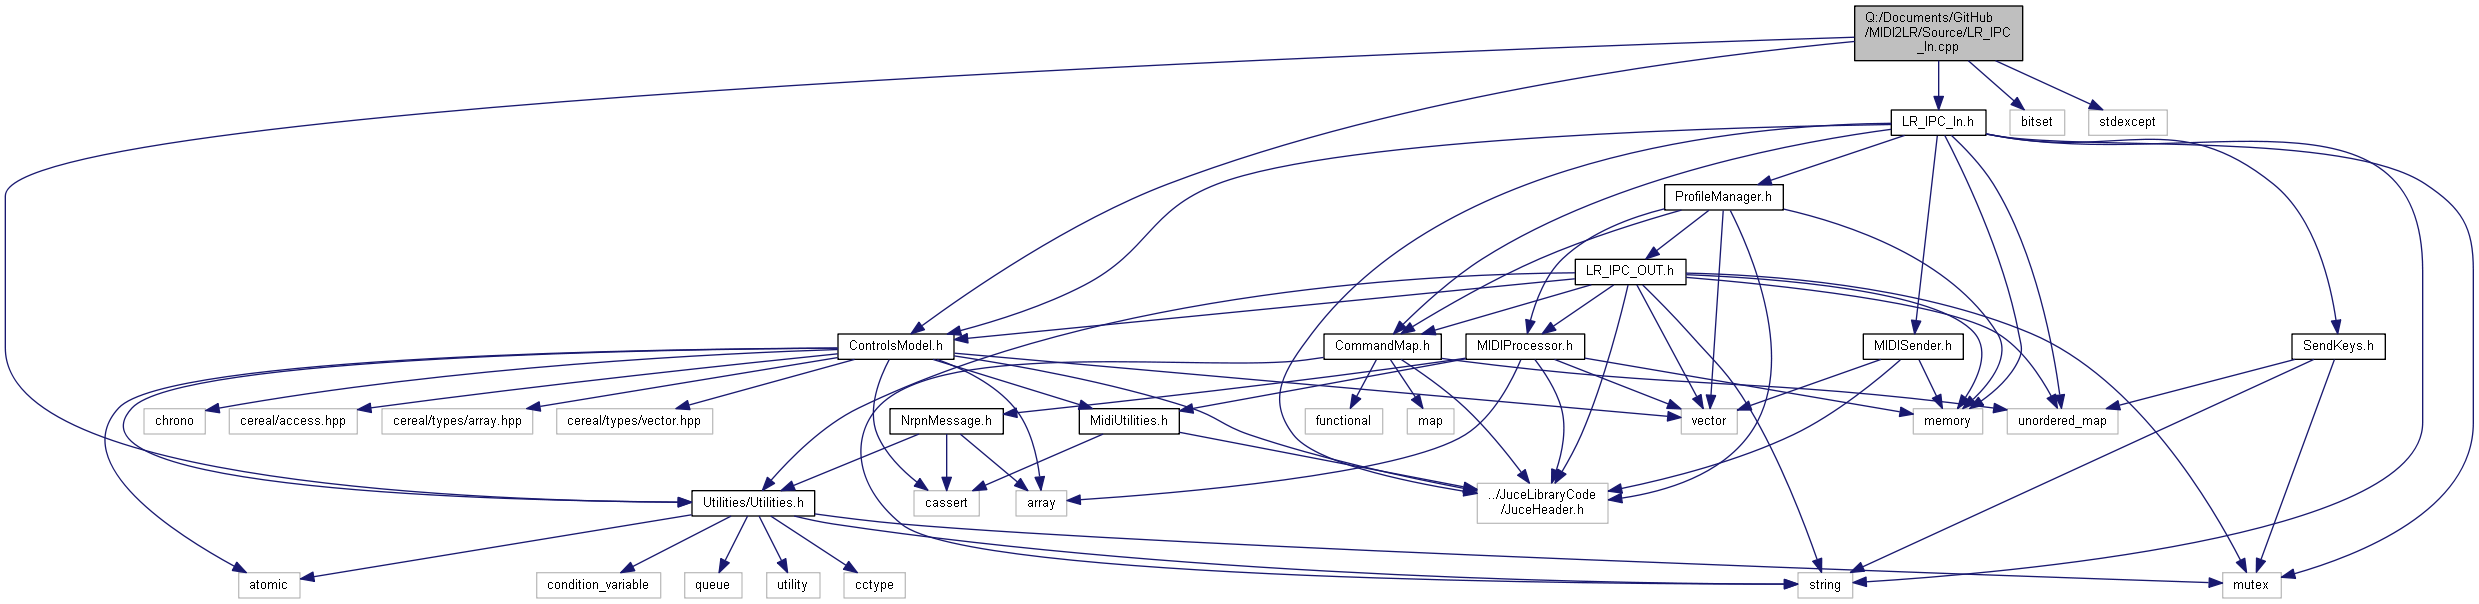 Q:/Documents/GitHub
/MIDI2LR/Source/LR_IPC
_In.cpp
LR_IPC_In.h
bitset
stdexcept
ProfileManager.h
LR_IPC_OUT.h
ControlsModel.h
CommandMap.h
MIDIProcessor.h
MIDISender.h
SendKeys.h
chrono
cereal/access.hpp
cereal/types/array.hpp
cereal/types/vector.hpp
NrpnMessage.h
MidiUtilities.h
functional
map
vector
memory
unordered_map
Utilities/Utilities.h
cassert
array
../JuceLibraryCode
/JuceHeader.h
atomic
condition_variable
queue
utility
cctype
string
mutex